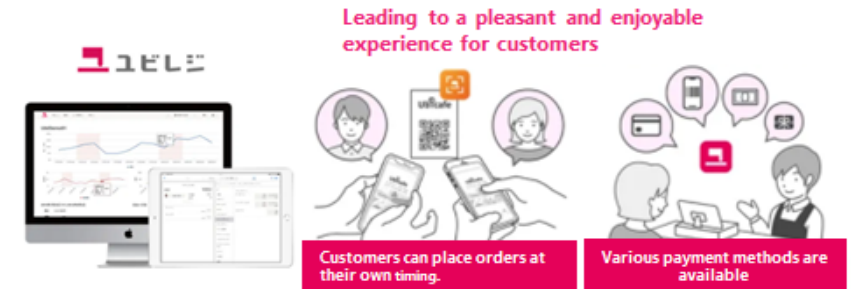 Leading to a pleasant and enjoyable
experience for customers
ユビレジ
Customers can place orders at
their own timing.
Various payment methods are
available